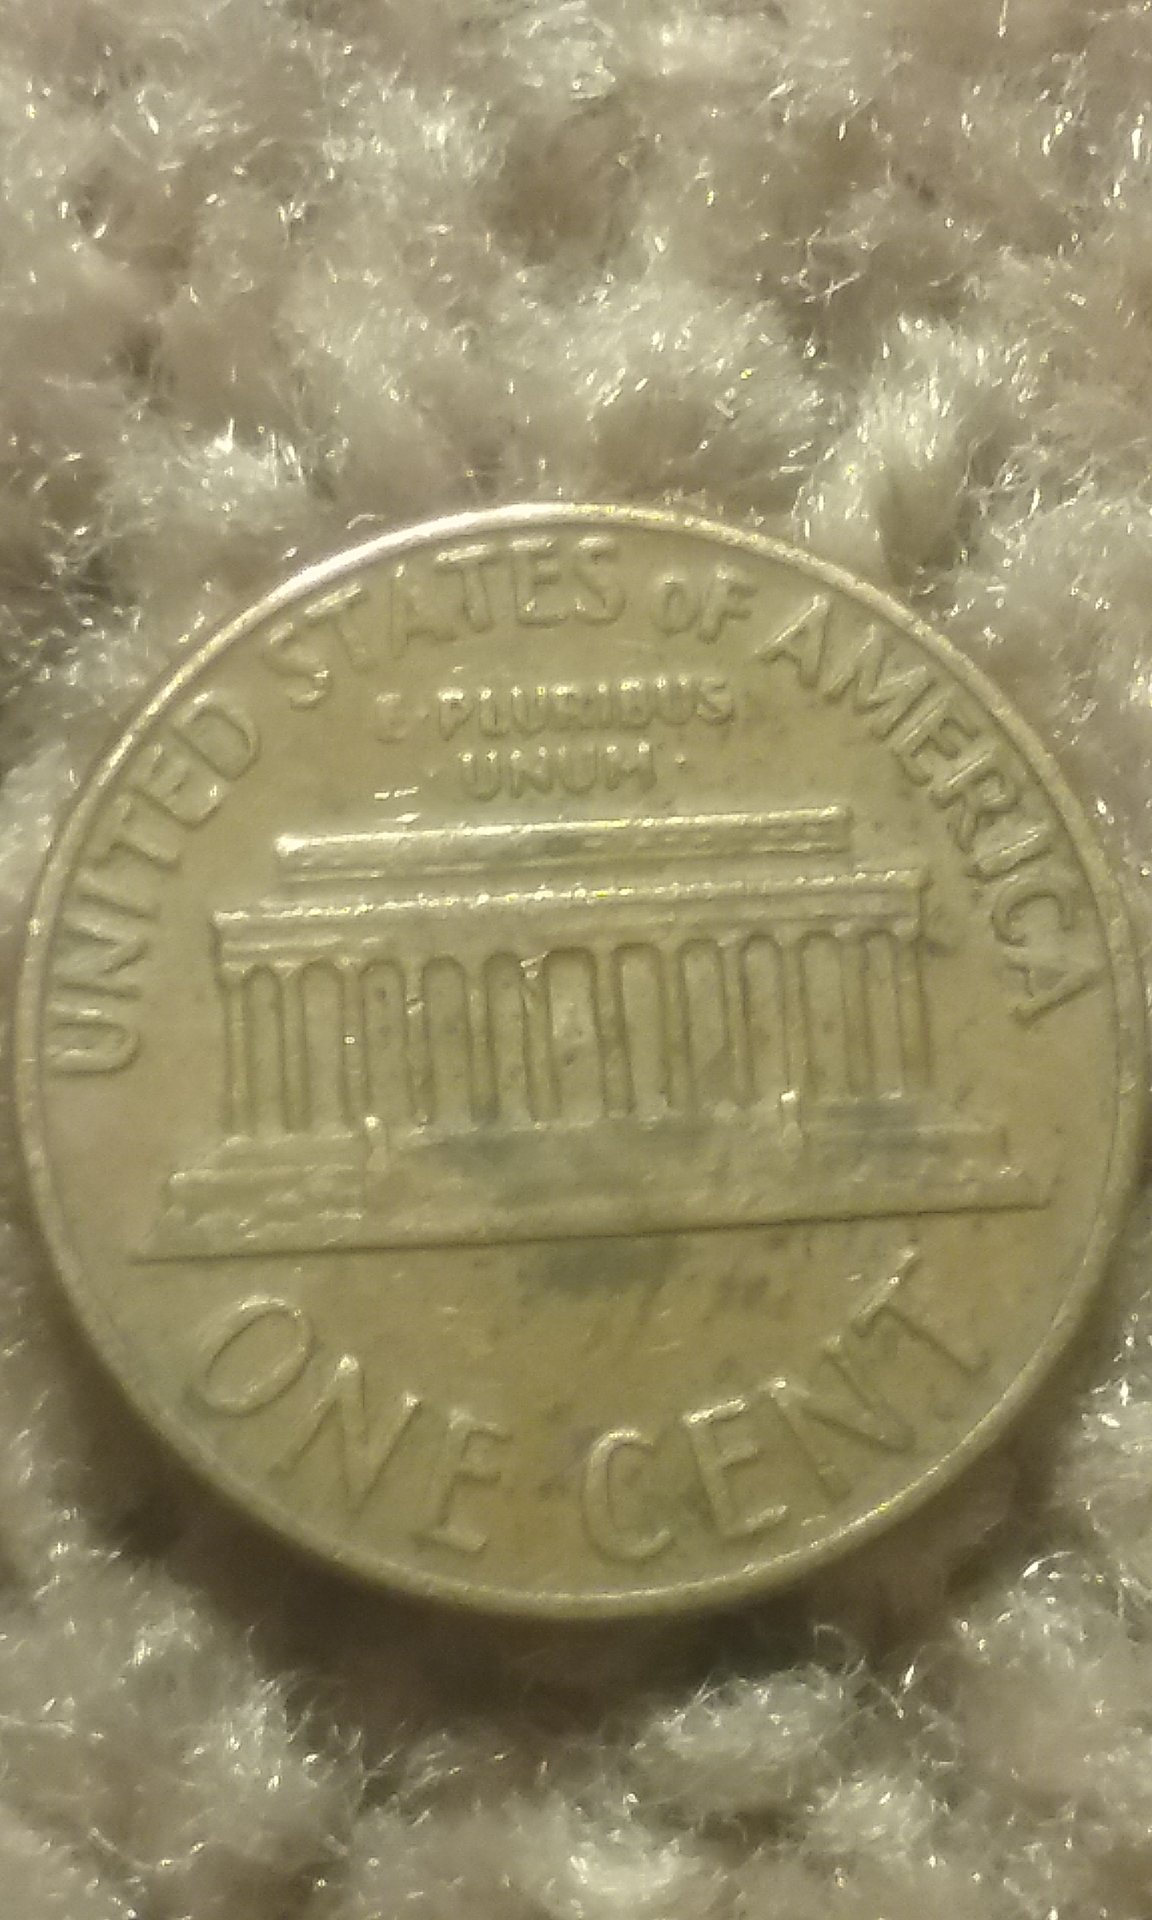 UNITED STATES OF AMERICA
E·PLURIBUS
UNUM·
ONE CENT